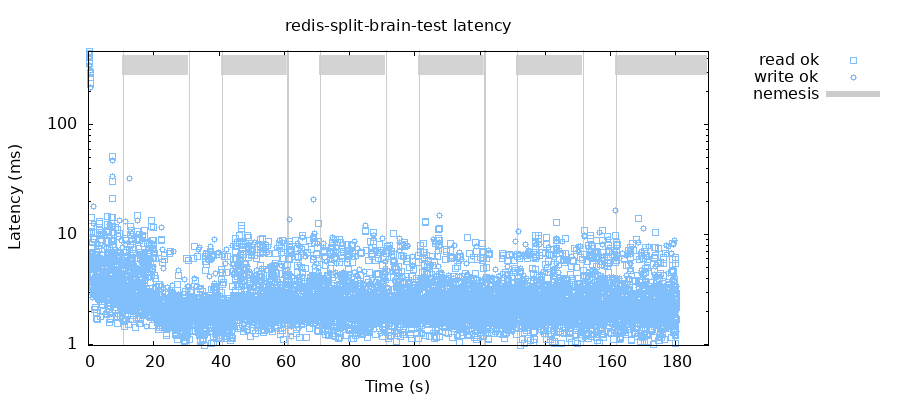 redis-split-brain-test latency
read ok
write ok
nemesis
Latency (ms)
100
10
1
0 20 40 60 80 100 120 140 160 180
Time (s)